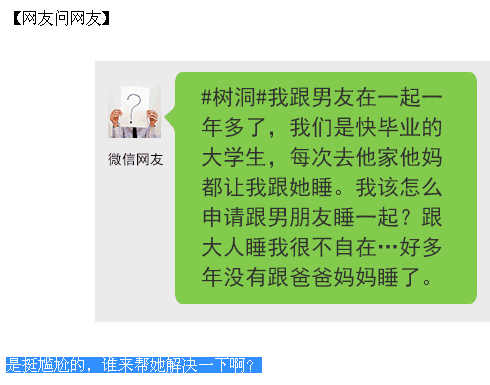 【网友问网友】
#树洞#我跟男友在一起一
年多了，我们是快毕业的
大学生，每次去他家他妈
都让我跟她睡。我该怎么
申请跟男朋友睡一起？跟
大人睡我很不自在…好多
年没有跟爸爸妈妈睡了。
微信网友
是挺尴尬的，谁来帮她解决一下啊？